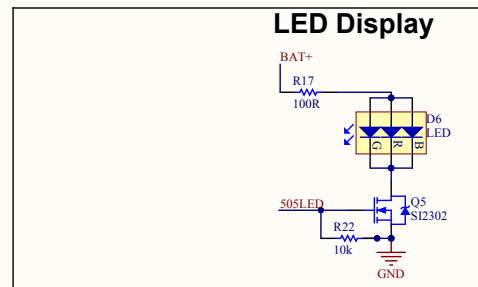 LED Display
BAT+
R17
100R
D6
LED
G R B
505LED
Q5
SI2302
R22
10k
GND